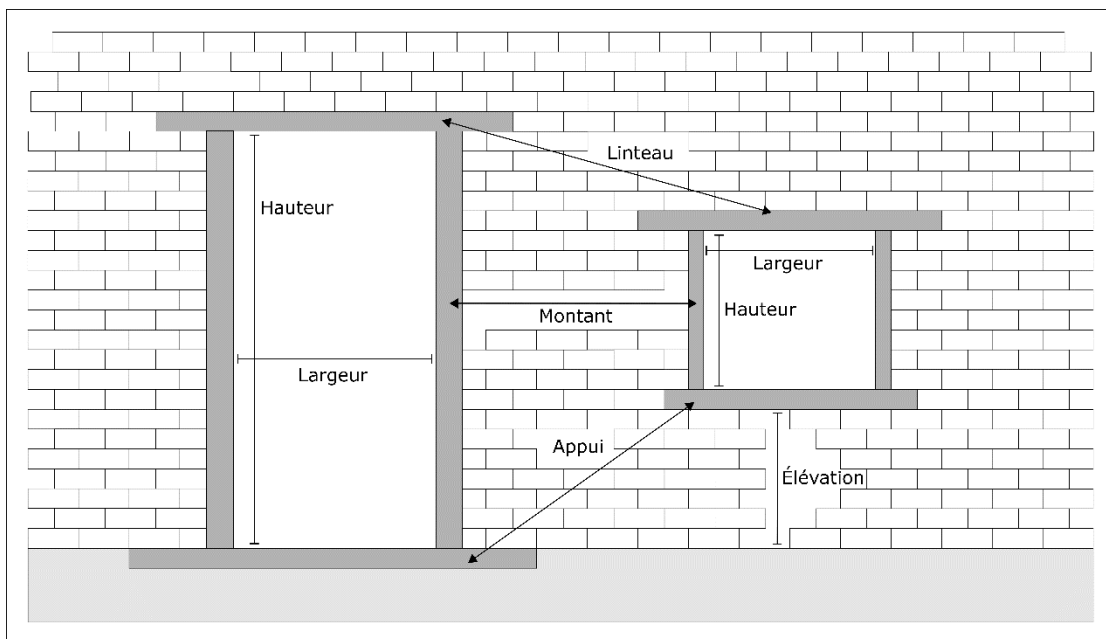 Linteau
Hauteur
Largeur
Hauteur
Montant
Largeur
Appui
Élévation